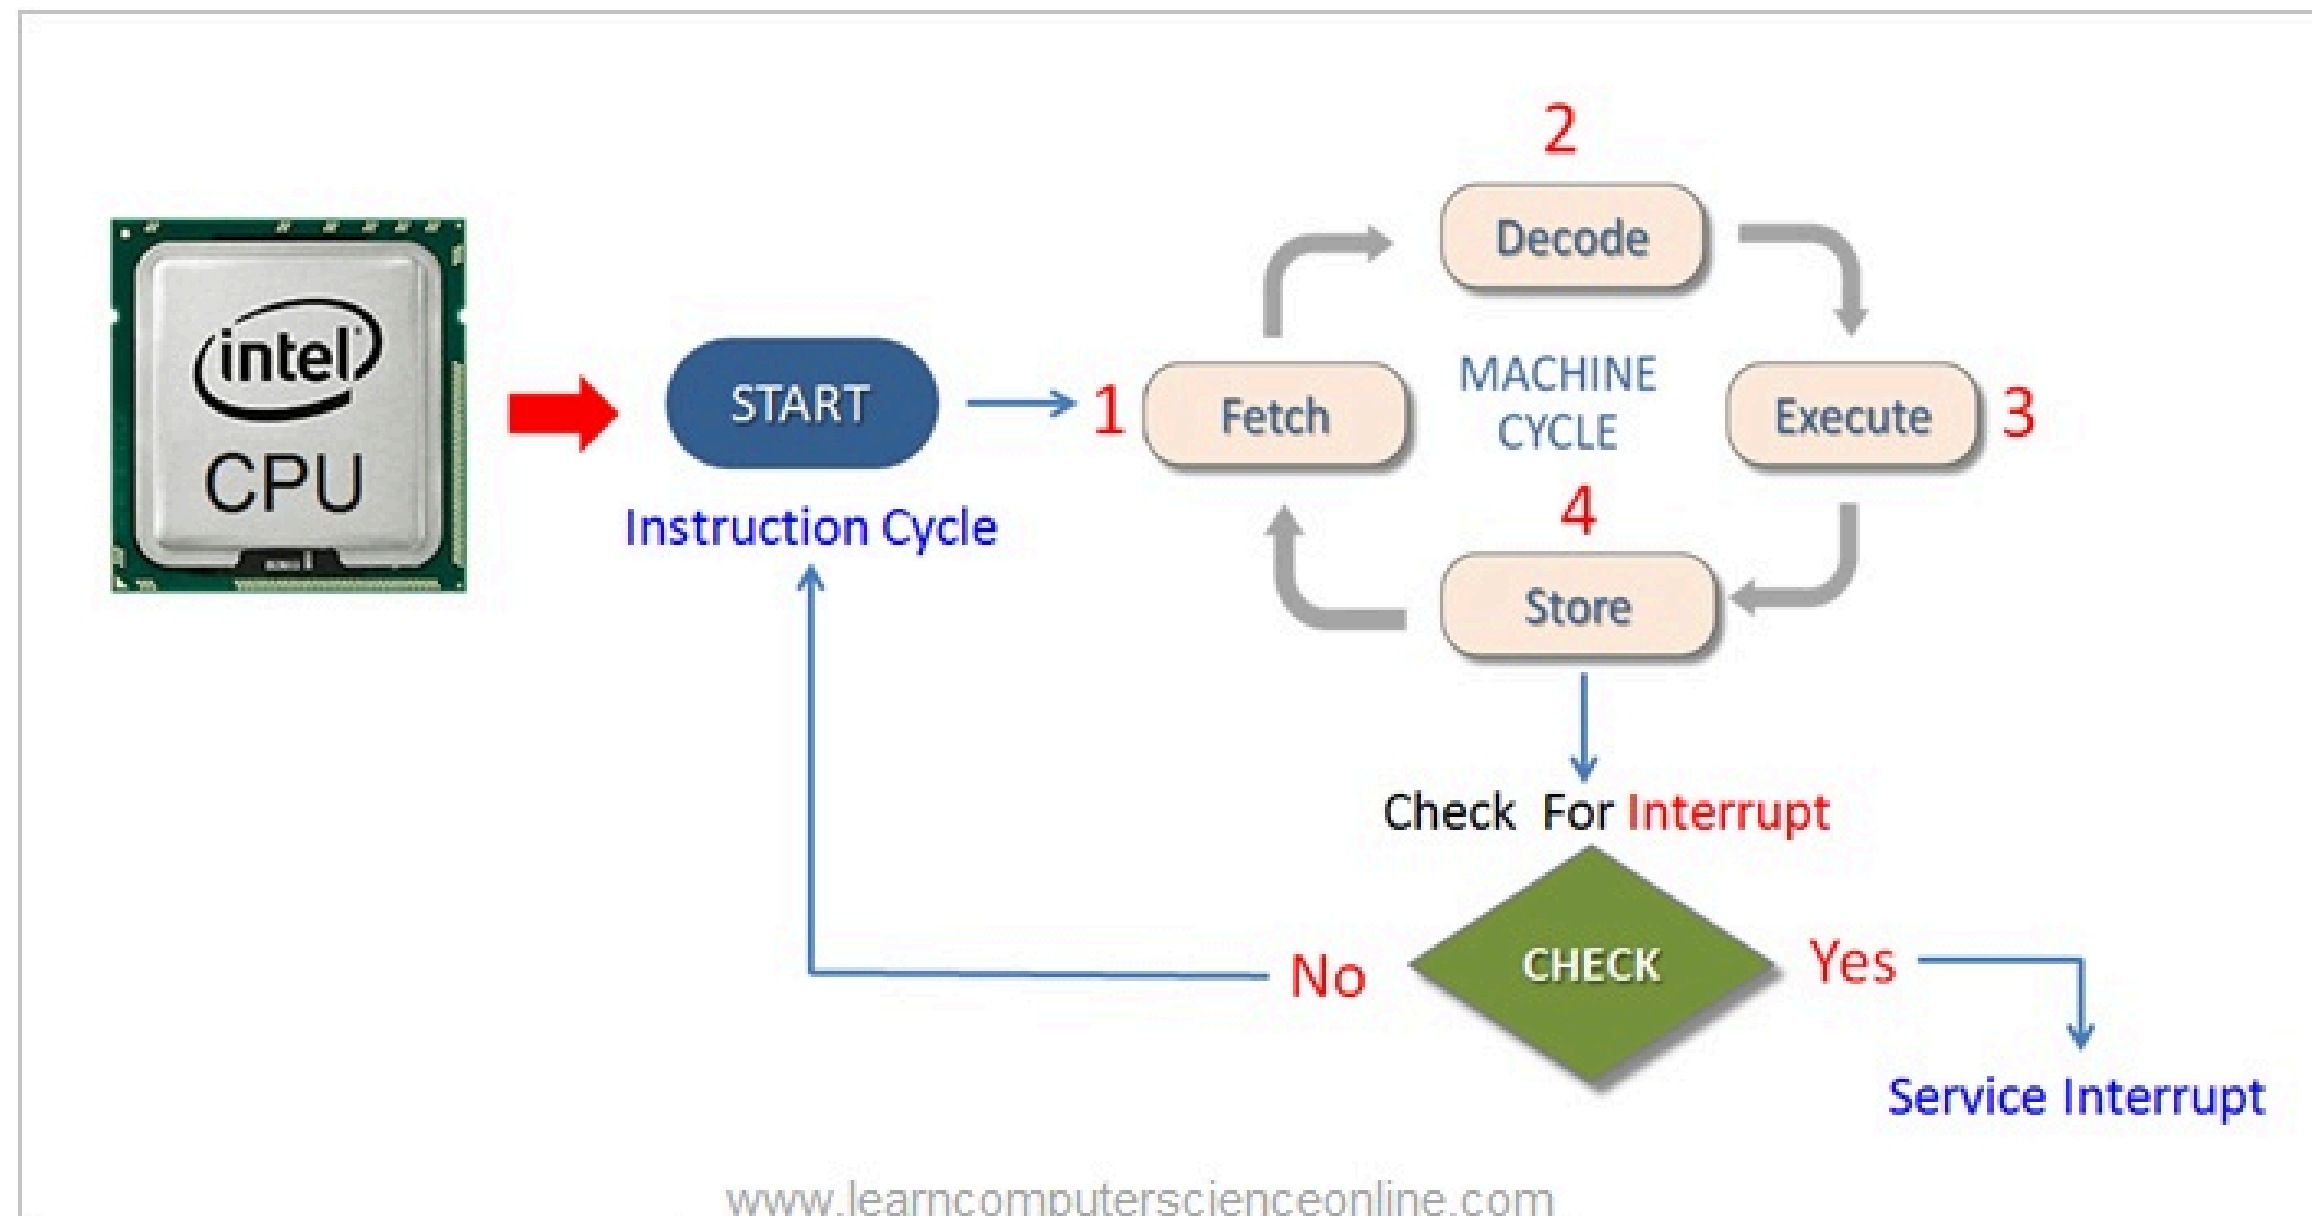 2
Decode
intel
CPU
START
Instruction Cycle
1
Fetch
MACHINE
CYCLE
Execute
3
4
Store
Check For Interrupt
CHECK
No
Yes
Service Interrupt
www.learncomputerscienceonline.com